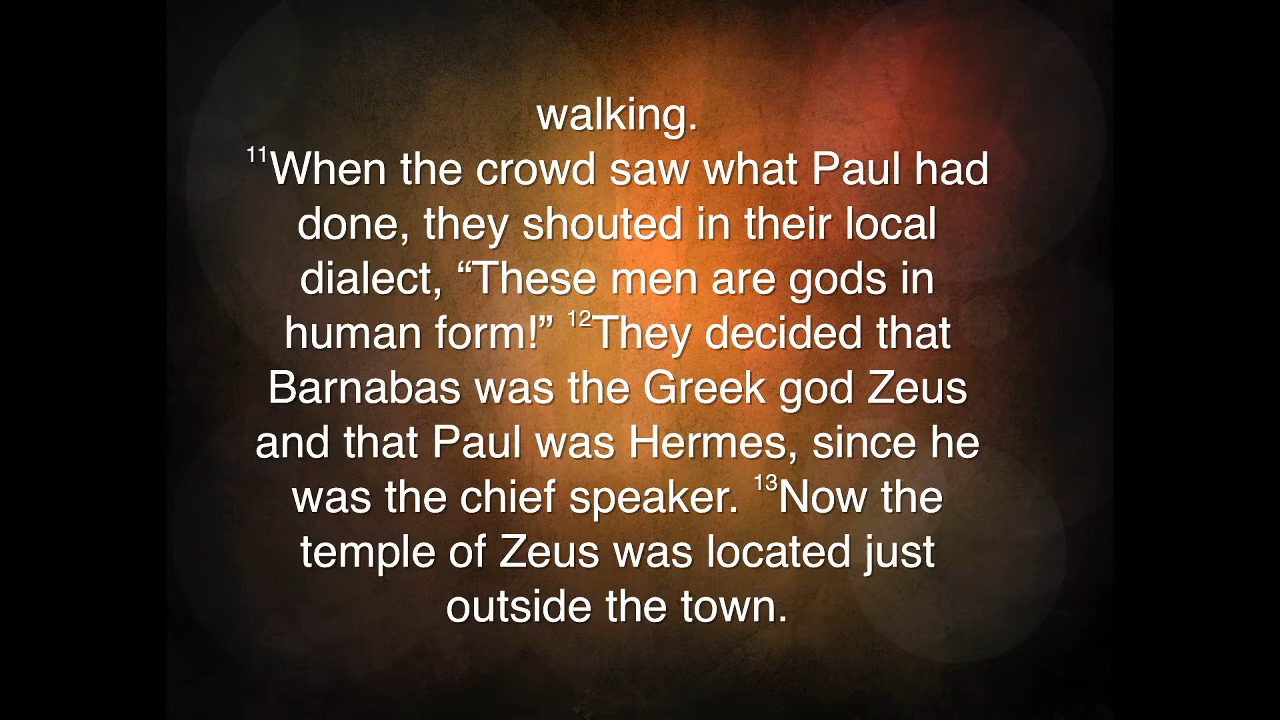 walking.
¹¹When the crowd saw what Paul had
done, they shouted in their local
dialect, “These men are gods in
human form!” ¹²They decided that
Barnabas was the Greek god Zeus
and that Paul was Hermes, since he
was the chief speaker. ¹³Now the
temple of Zeus was located just
outside the town.